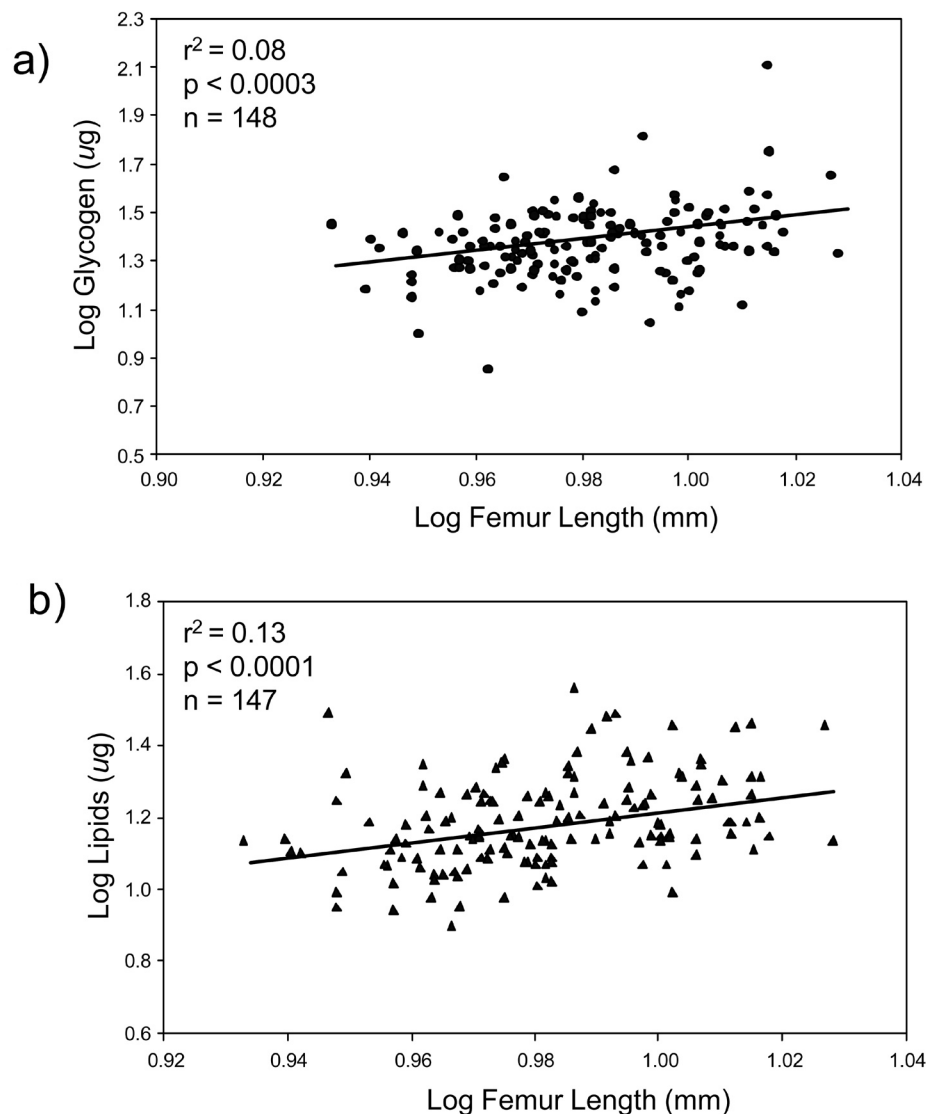 a)
r² = 0.08
p < 0.0003
n = 148
Log Glycogen (ug)
2.3
2.1
1.9
1.7
1.5
1.3
1.1
0.9
0.7
0.5
0.90 0.92 0.94 0.96 0.98 1.00 1.02 1.04
Log Femur Length (mm)
b)
r² = 0.13
p < 0.0001
n = 147
Log Lipids (ug)
1.8
1.6
1.4
1.2
1.0
0.8
0.6
0.92 0.94 0.96 0.98 1.00 1.02 1.04
Log Femur Length (mm)